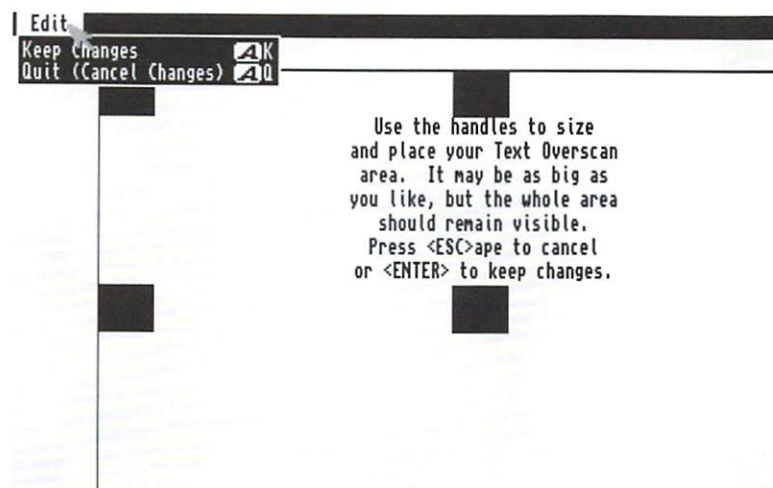 Edit
Keep Changes AK
Quit (Cancel Changes) AQ
Use the handles to size
and place your Text Overscan
area. It may be as big as
you like, but the whole area
should remain visible.
Press <ESC>ape to cancel
or <ENTER> to keep changes.